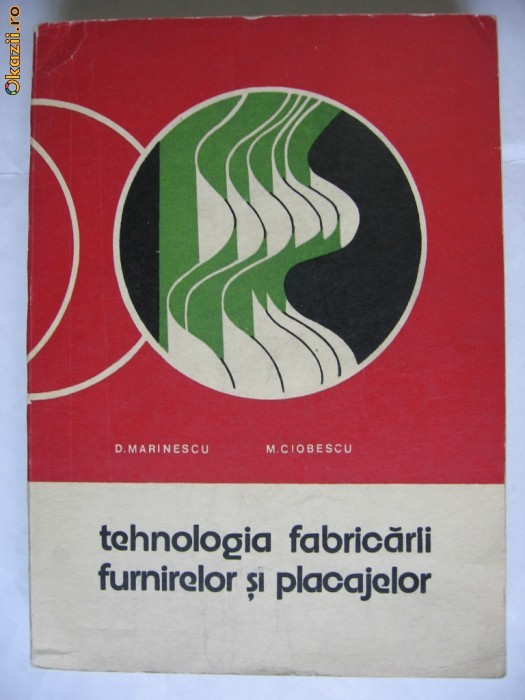 Okazii.ro
D. MARINESCU M. CIOBESCU
tehnologia fabricării
furnirelor și placajelor